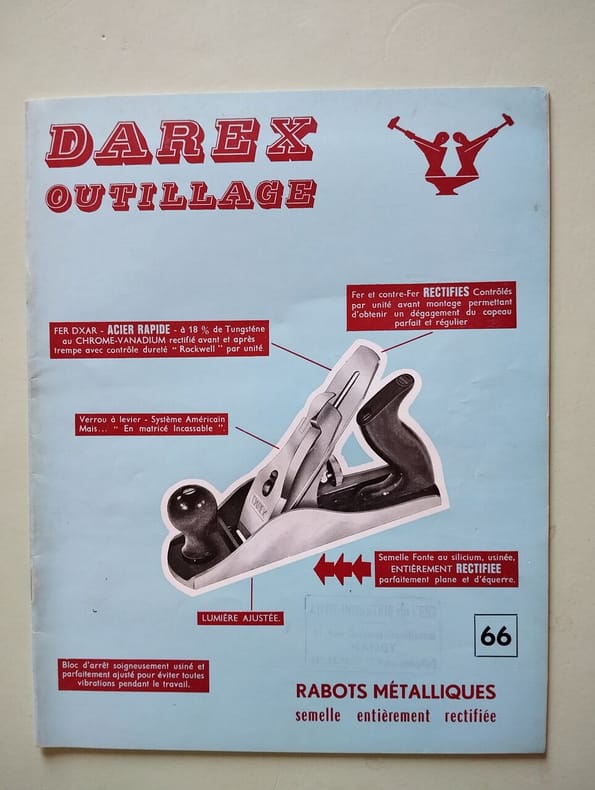 DAREX
OUTILLAGE
Fer et contre-Fer RECTIFIES Contrôlés
par unité avant montage permettant
d'obtenir un dégagement du copeau
parfait et régulier
FER DXAR - ACIER RAPIDE - à 18 % de Tungsténe
au CHROME-VANADIUM rectifié avant et après
trempe avec contrôle dureté " Rockwell " par unité
Verrou à levier - Système Américain
Mais... " En matricé Incassable ".
Semelle Fonte au silicium, usinée,
ENTIÈREMENT RECTIFIEE
parfaitement plane et d'équerre.
LUMIÈRE AJUSTÉE.
66
Bloc d'arrêt soigneusement usiné et
parfaitement ajusté pour éviter toutes
vibrations pendant le travail.
RABOTS MÉTALLIQUES
semelle entièrement rectifiée